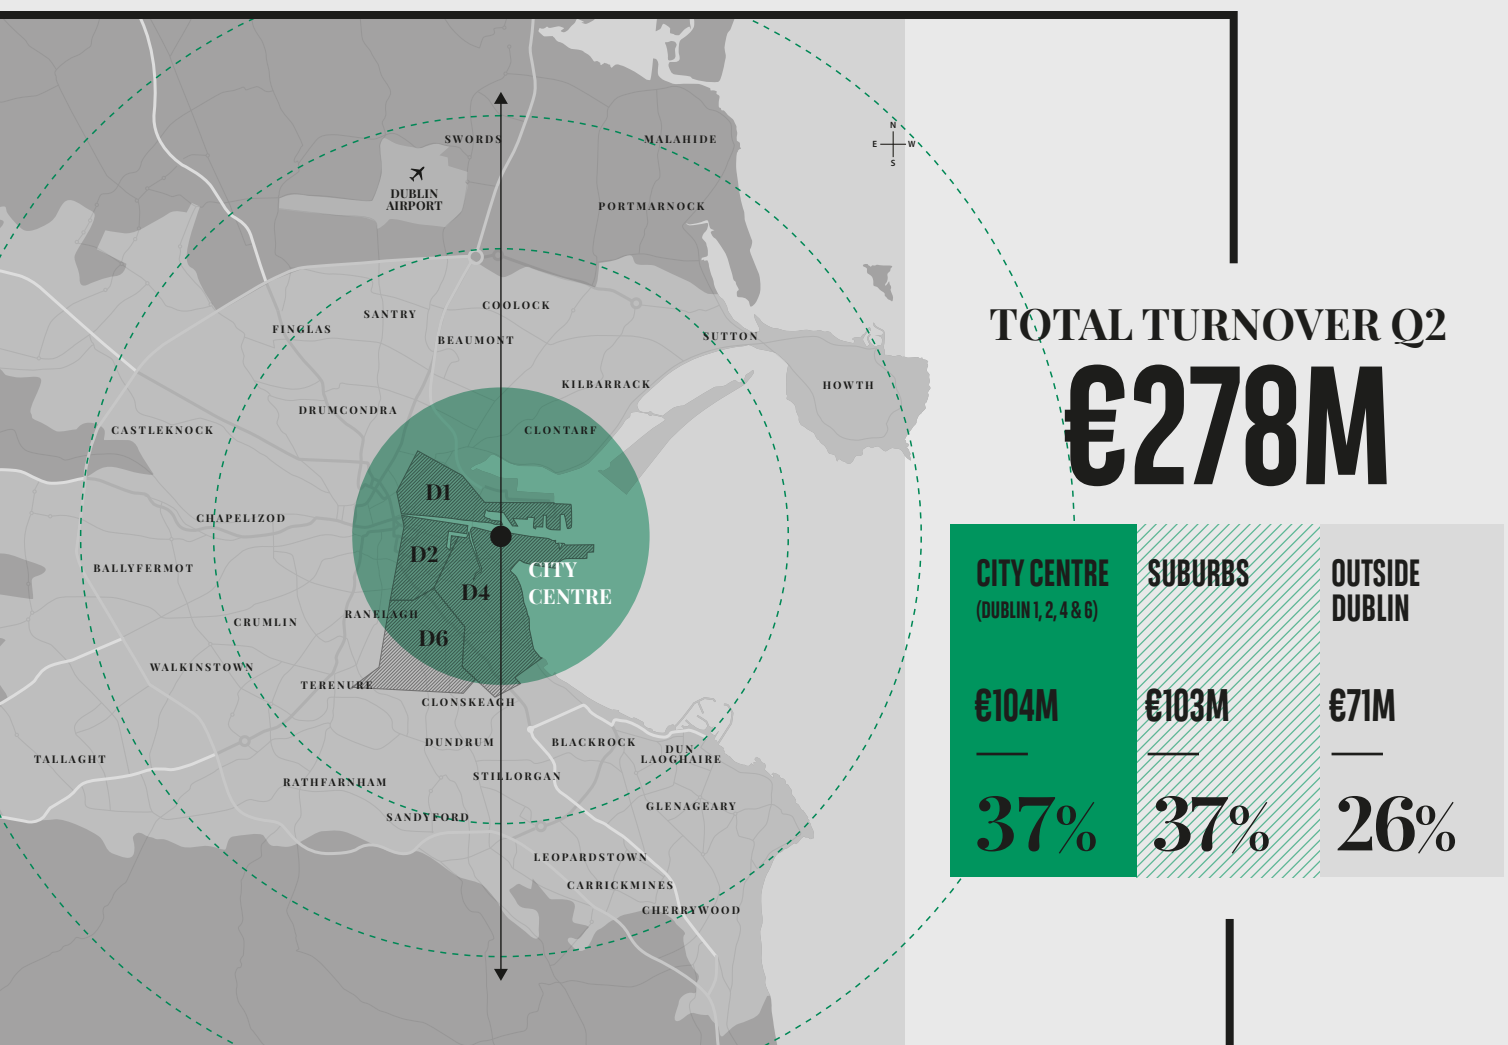 SWORDS
MALAHIDE
N
E W
S
DUBLIN
AIRPORT
PORTMARNOCK
COOLOCK
SANTRY
FINGLAS
BEAUMONT
SUTTON
KILBARRACK
HOWTH
DRUMCONDRA
CASTLEKNOCK
CLONTARF
D1
CHAPELIZOD
D2
BALLYFERMOT
CITY
CENTRE
D4
RANELAGH
CRUMLIN
D6
WALKINSTOWN
TERENURE
CLONSKEAGH
DUNDRUM
BLACKROCK
DUN
LAOGHAIRE
TALLAGHT
STILLORGAN
RATHFARNHAM
GLENAGEARY
SANDYFORD
LEOPARDSTOWN
CARRICKMINES
CHERRYWOOD
TOTAL TURNOVER Q2
€278M
CITY CENTRE
(DUBLIN 1, 2, 4 & 6)
€104M
37%
SUBURBS
€103M
37%
OUTSIDE
DUBLIN
€71M
26%